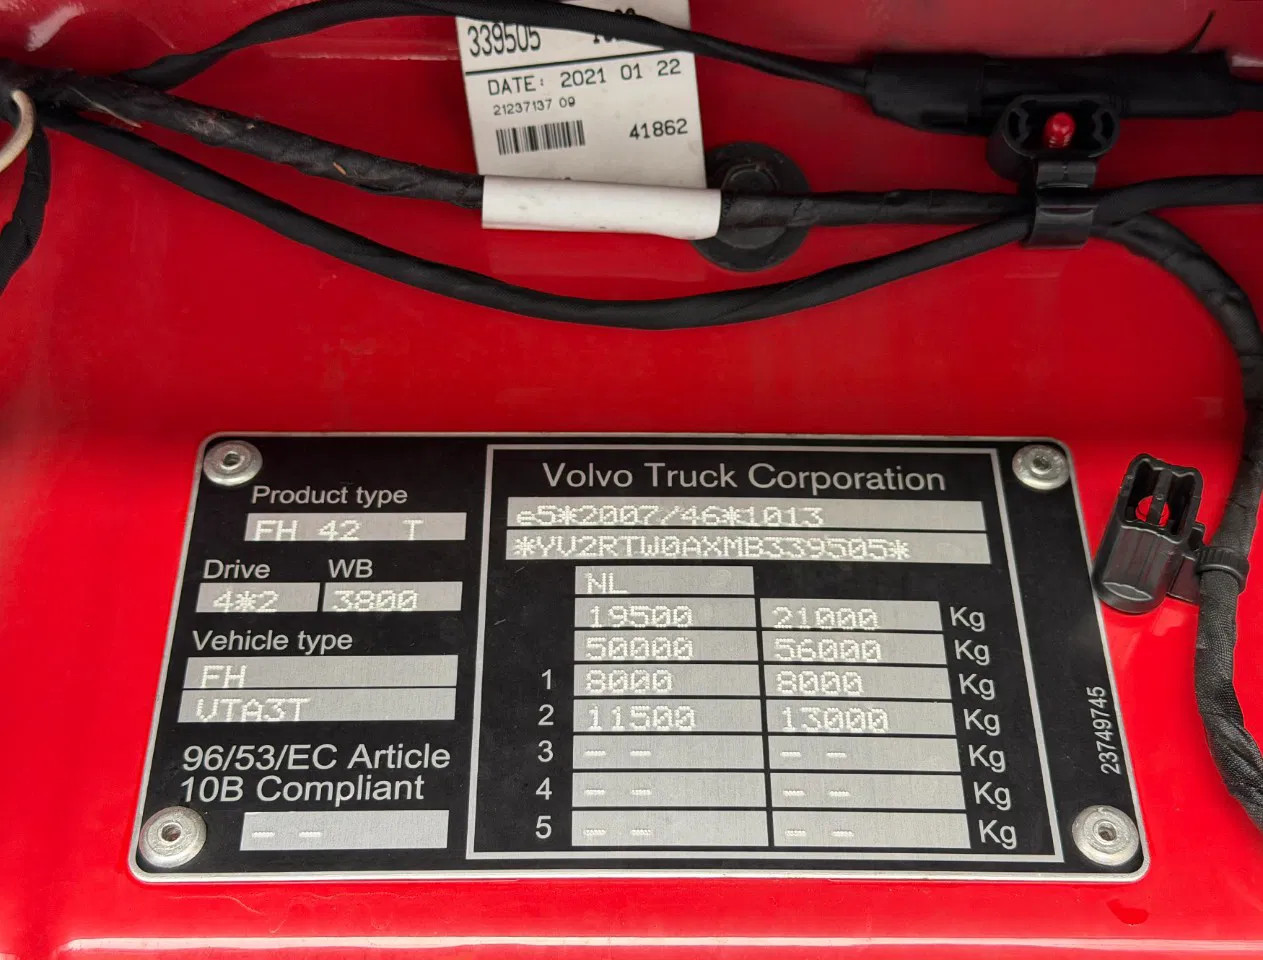 339505
DATE: 2021 01 22
21237137 09
41862
Product type
FH 42 T
Drive WB
4*2 3800
Vehicle type
FH
VTA3T
96/53/EC Article
10B Compliant
-- --
Volvo Truck Corporation
e5*2007/46*1013
*YV2RTW0AXMB339505*
NL
19500 21000 Kg
50000 56000 Kg
1 8000 8000 Kg
2 11500 13000 Kg
3 -- -- -- -- Kg
4 -- -- -- -- Kg
5 -- -- -- -- Kg
23749745